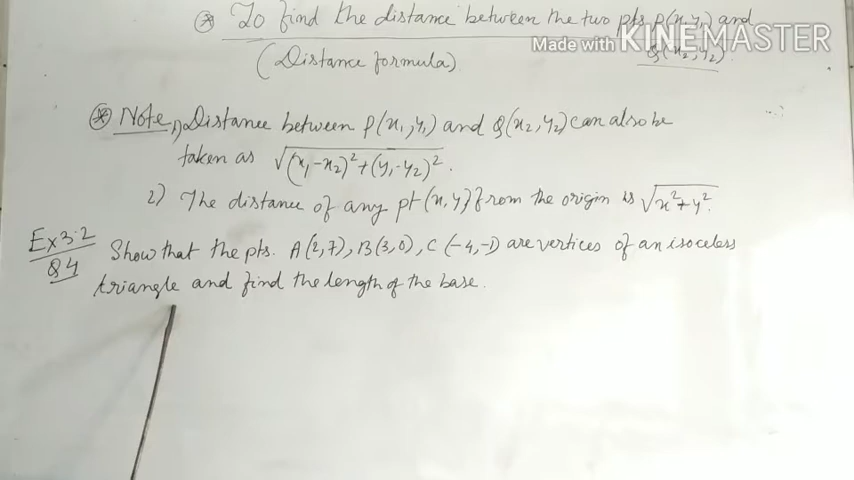 * To find the distance between the two pts. P(x, y₁) and
Made with KINEMASTER
Q(x₂, y₂).
(Distance formula)
* Note 1) Distance between P(x₁, y₁) and Q(x₂, y₂) can also be
taken as √(x₁-x₂)²+(y₁-y₂)².
2) The distance of any pt (x, y) from the origin is √x²+y².
Ex 3.2
Q4
Show that the pts. A(2,7), B(3,0), C(-4,-1) are vertices of an isoceless
triangle and find the length of the base.